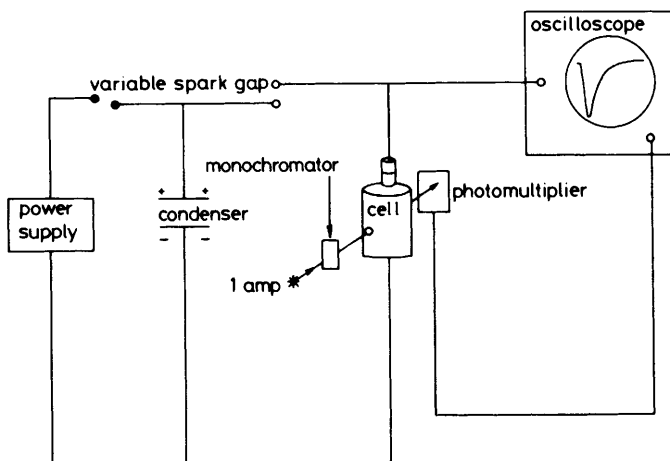 oscilloscope
variable spark gap
monochromator
photomultiplier
cell
power
supply
+ +
condenser
– –
1 amp